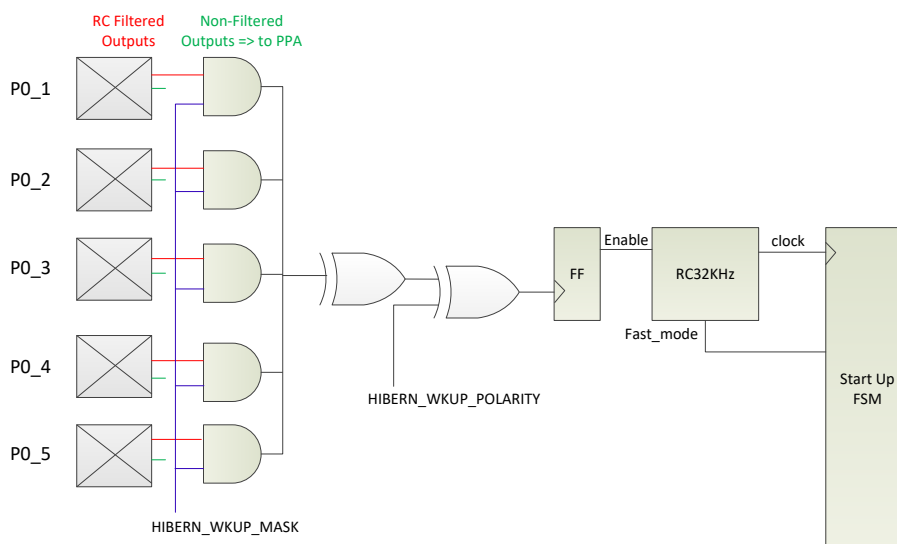 RC Filtered
Outputs
Non-Filtered
Outputs => to PPA
P0_1
P0_2
P0_3
P0_4
P0_5
HIBERN_WKUP_MASK
HIBERN_WKUP_POLARITY
FF
Enable
RC32KHz
clock
Fast_mode
Start Up
FSM